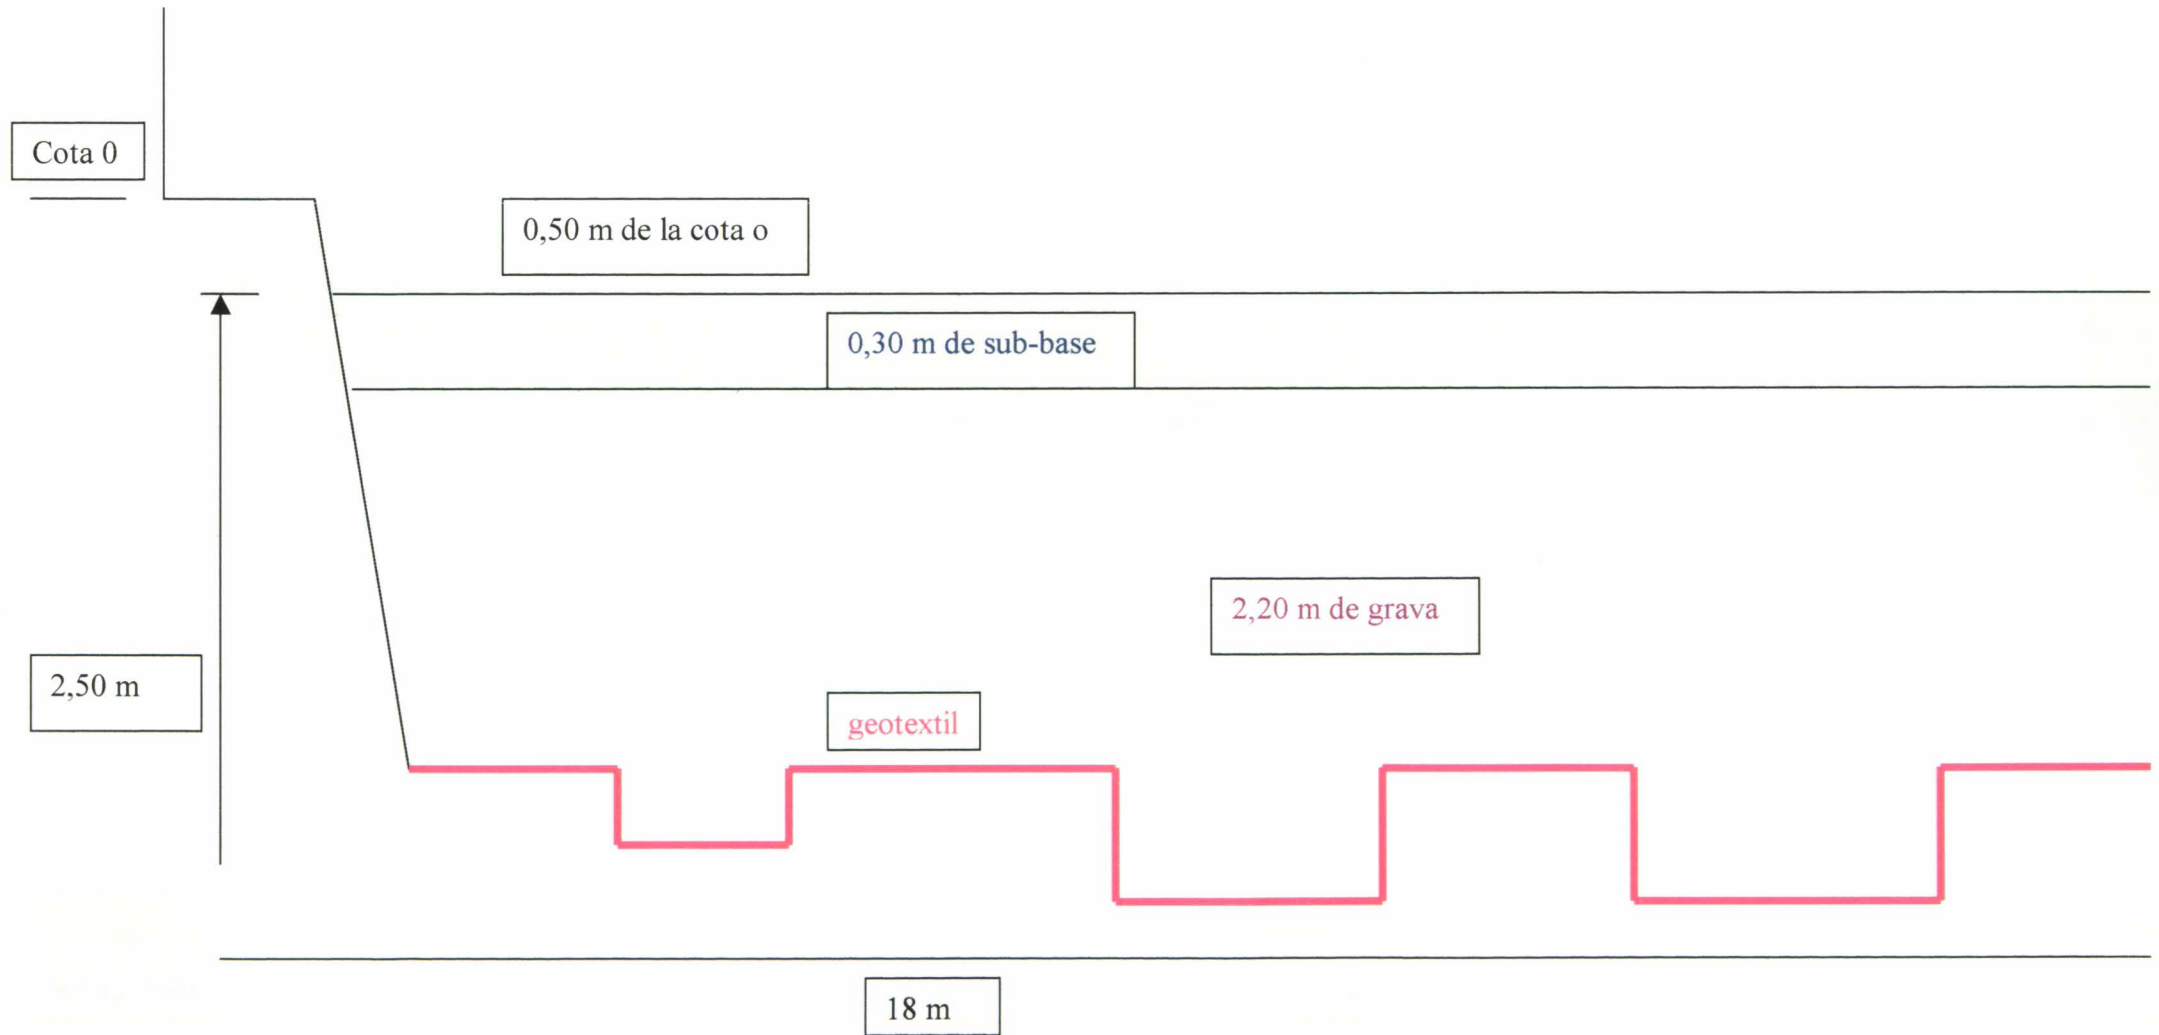 Cota 0
0,50 m de la cota o
0,30 m de sub-base
2,20 m de grava
2,50 m
geotextil
18 m